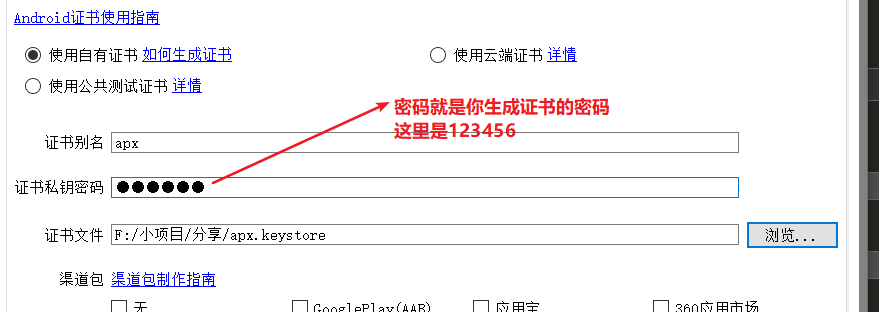 Android证书使用指南
使用自有证书 如何生成证书 使用云端证书 详情
使用公共测试证书 详情
密码就是你生成证书的密码
这里是123456
证书别名 apx
证书私钥密码 ●●●●●●
证书文件 F:/小项目/分享/apx.keystore 浏览...
渠道包 渠道包制作指南
无 GooglePlay(AAB) 应用宝 360应用市场